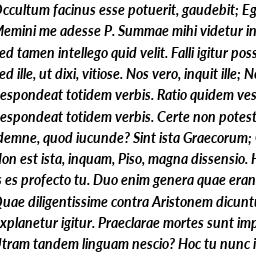 Occultum facinus esse potuerit, gaudebit; Eg
Memini me adesse P. Summae mihi videtur in
ed tamen intellego quid velit. Falli igitur poss
ed ille, ut dixi, vitiose. Nos vero, inquit ille; N
espondeat totidem verbis. Ratio quidem ves
espondeat totidem verbis. Certe non potest
demne, quod iucunde? Sint ista Graecorum;
Non est ista, inquam, Piso, magna dissensio. H
s es profecto tu. Duo enim genera quae eran
Quae diligentissime contra Aristonem dicuntu
xplanetur igitur. Praeclarae mortes sunt imp
Utram tandem linguam nescio? Hoc tu nunc i